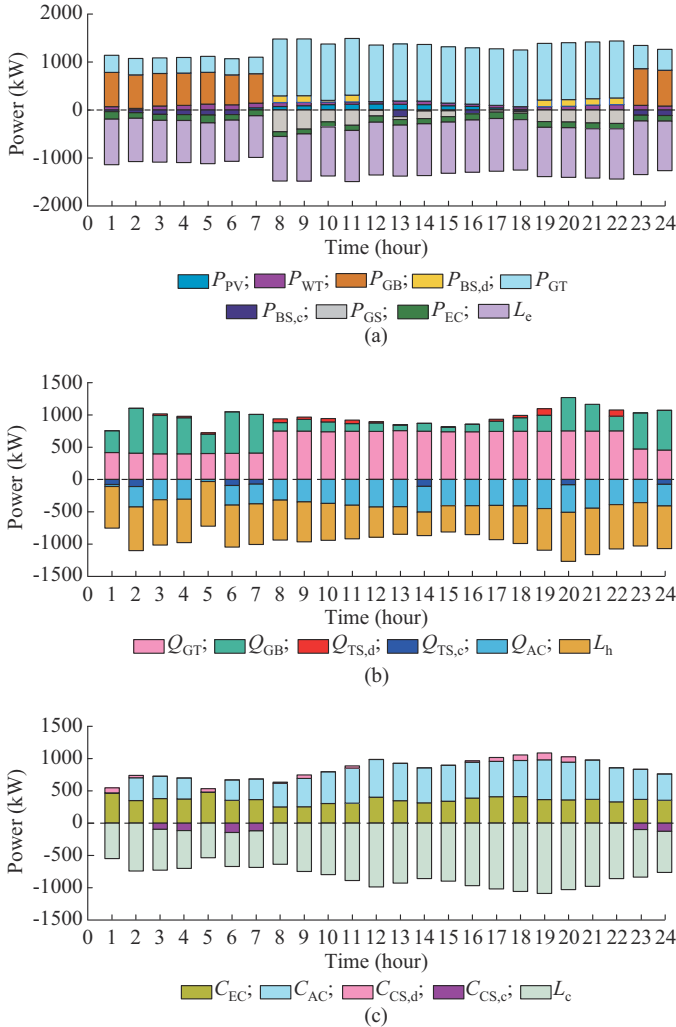 2000
1000
0
-1000
-2000
Power (kW)
0 1 2 3 4 5 6 7 8 9 10 11 12 13 14 15 16 17 18 19 20 21 22 23 24
Time (hour)
P_PV; P_WT; P_GB; P_BS,d; P_GT
P_BS,c; P_GS; P_EC; L_e
(a)
1500
1000
500
0
-500
-1000
-1500
Power (kW)
0 1 2 3 4 5 6 7 8 9 10 11 12 13 14 15 16 17 18 19 20 21 22 23 24
Time (hour)
Q_GT; Q_GB; Q_TS,d; Q_TS,c; Q_AC; L_h
(b)
1500
1000
500
0
-500
-1000
-1500
Power (kW)
0 1 2 3 4 5 6 7 8 9 10 11 12 13 14 15 16 17 18 19 20 21 22 23 24
Time (hour)
C_EC; C_AC; C_CS,d; C_CS,c; L_c
(c)